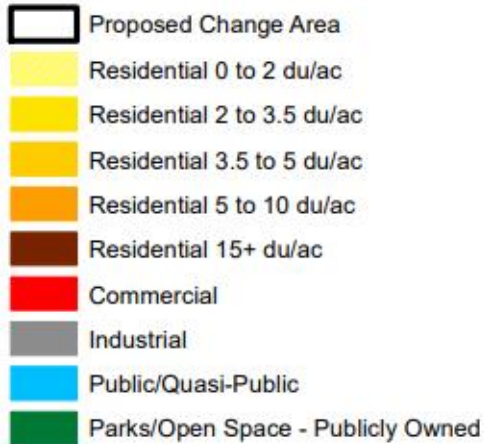 Proposed Change Area
Residential 0 to 2 du/ac
Residential 2 to 3.5 du/ac
Residential 3.5 to 5 du/ac
Residential 5 to 10 du/ac
Residential 15+ du/ac
Commercial
Industrial
Public/Quasi-Public
Parks/Open Space - Publicly Owned